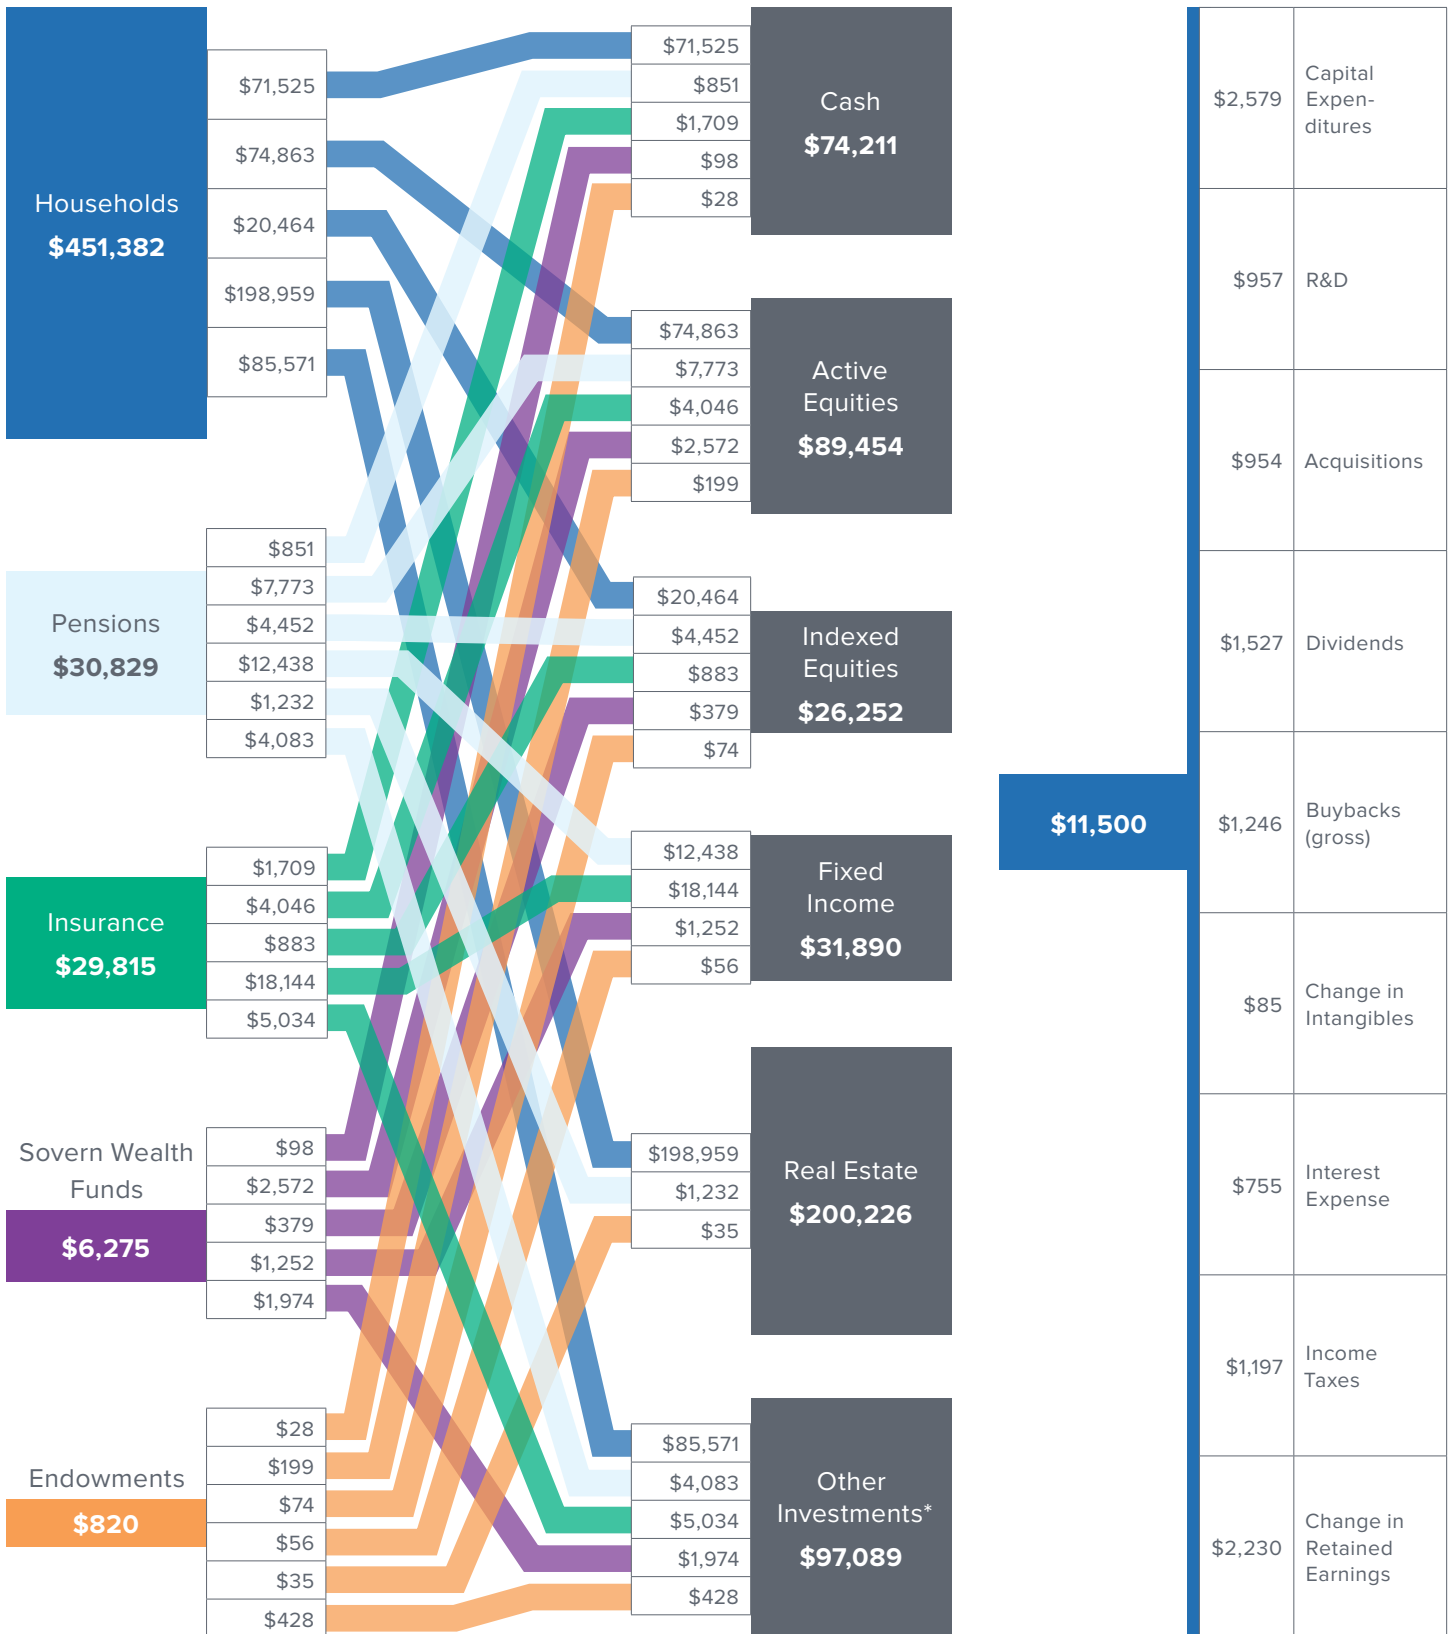 Households
$451,382
$71,525
$74,863
$20,464
$198,959
$85,571
Pensions
$30,829
$851
$7,773
$4,452
$12,438
$1,232
$4,083
Insurance
$29,815
$1,709
$4,046
$883
$18,144
$5,034
Sovern Wealth
Funds
$6,275
$98
$2,572
$379
$1,252
$1,974
Endowments
$820
$28
$199
$74
$56
$35
$428
$71,525
$851
$1,709
$98
$28
Cash
$74,211
$74,863
$7,773
$4,046
$2,572
$199
Active
Equities
$89,454
$20,464
$4,452
$883
$379
$74
Indexed
Equities
$26,252
$12,438
$18,144
$1,252
$56
Fixed
Income
$31,890
$198,959
$1,232
$35
Real Estate
$200,226
$85,571
$4,083
$5,034
$1,974
$428
Other
Investments*
$97,089
$11,500
$2,579
Capital
Expen-
ditures
$957
R&D
$954
Acquisitions
$1,527
Dividends
$1,246
Buybacks
(gross)
$85
Change in
Intangibles
$755
Interest
Expense
$1,197
Income
Taxes
$2,230
Change in
Retained
Earnings